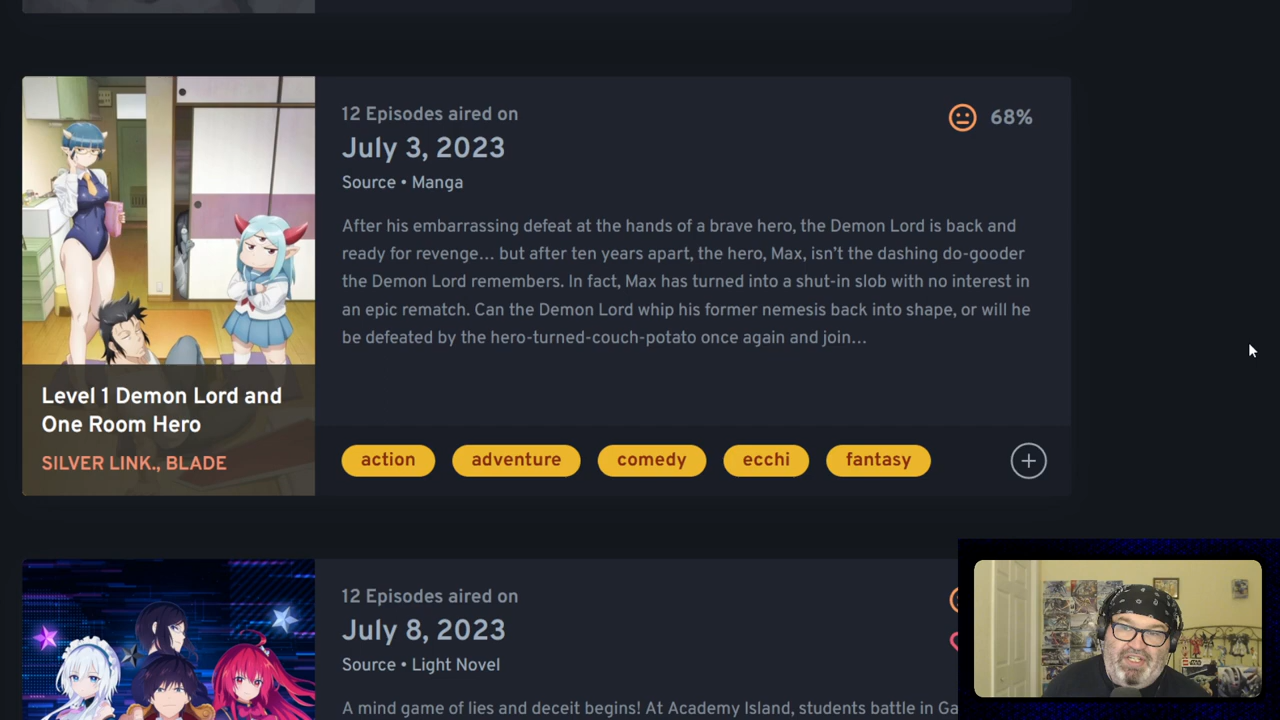 12 Episodes aired on
68%
July 3, 2023
Source • Manga
After his embarrassing defeat at the hands of a brave hero, the Demon Lord is back and
ready for revenge… but after ten years apart, the hero, Max, isn’t the dashing do-gooder
the Demon Lord remembers. In fact, Max has turned into a shut-in slob with no interest in
an epic rematch. Can the Demon Lord whip his former nemesis back into shape, or will he
be defeated by the hero-turned-couch-potato once again and join…
Level 1 Demon Lord and
One Room Hero
SILVER LINK., BLADE
action
adventure
comedy
ecchi
fantasy
12 Episodes aired on
July 8, 2023
Source • Light Novel
A mind game of lies and deceit begins! At Academy Island, students battle in Ga